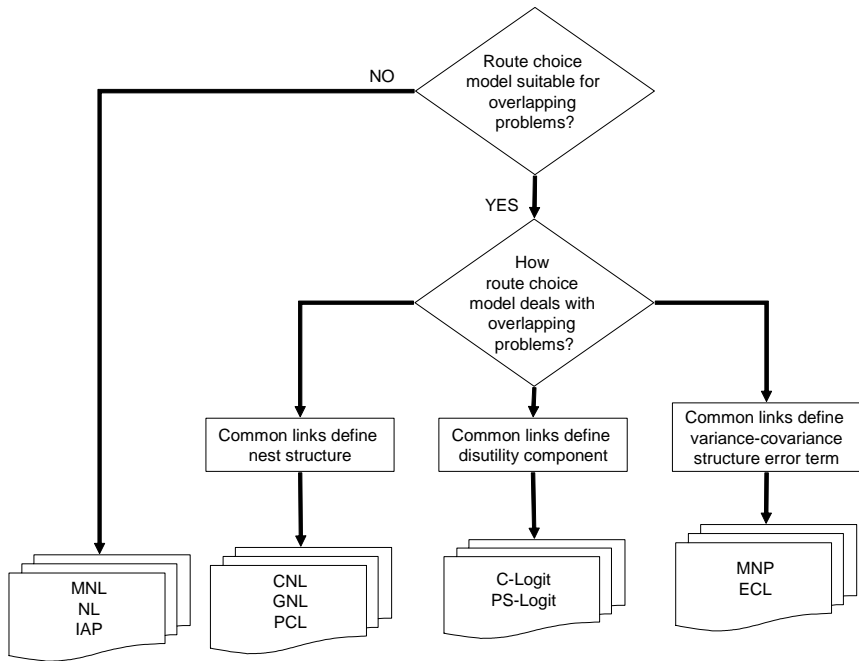 Route choice
model suitable for
overlapping
problems?
NO
YES
How
route choice
model deals with
overlapping
problems?
Common links define
nest structure
Common links define
disutility component
Common links define
variance-covariance
structure error term
MNL
NL
IAP
CNL
GNL
PCL
C-Logit
PS-Logit
MNP
ECL